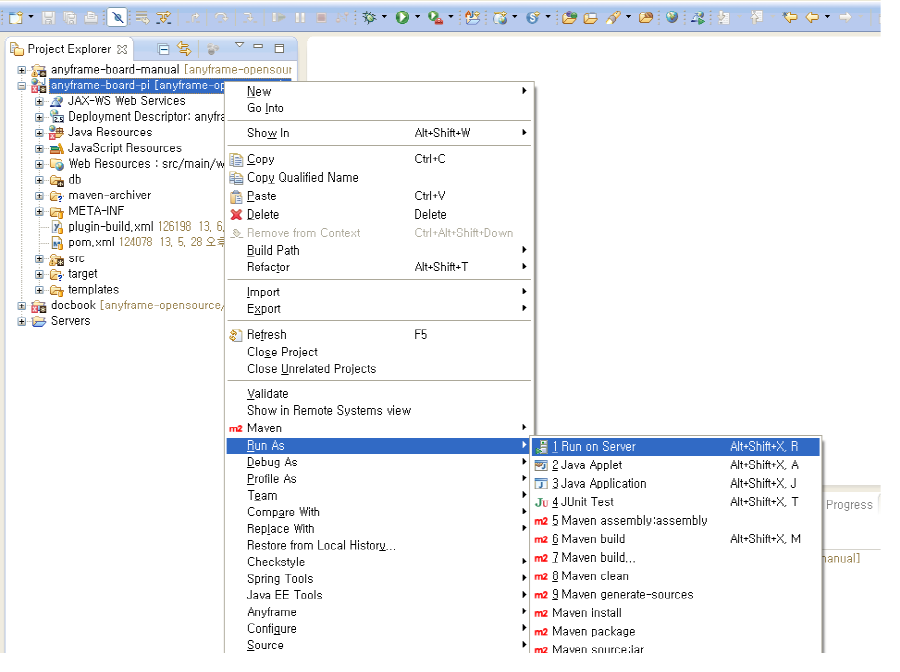 Project Explorer
anyframe-board-manual [anyframe-opensour
anyframe-board-pi [anyframe-op
JAX-WS Web Services
Deployment Descriptor: anyfra
Java Resources
JavaScript Resources
Web Resources : src/main/w
db
maven-archiver
META-INF
plugin-build.xml 126198 13. 6.
pom.xml 124078 13. 5. 28 오후
src
target
templates
docbook [anyframe-opensource/
Servers
New
Go Into
Show In Alt+Shift+W
Copy Ctrl+C
Copy Qualified Name
Paste Ctrl+V
Delete Delete
Remove from Context Ctrl+Alt+Shift+Down
Build Path
Refactor Alt+Shift+T
Import
Export
Refresh F5
Close Project
Close Unrelated Projects
Validate
Show in Remote Systems view
m2 Maven
Run As
Debug As
Profile As
Team
Compare With
Replace With
Restore from Local History...
Checkstyle
Spring Tools
Java EE Tools
Anyframe
Configure
Source
1 Run on Server Alt+Shift+X, R
2 Java Applet Alt+Shift+X, A
3 Java Application Alt+Shift+X, J
Ju 4 JUnit Test Alt+Shift+X, T
m2 5 Maven assembly:assembly
m2 6 Maven build Alt+Shift+X, M
m2 7 Maven build...
m2 8 Maven clean
m2 9 Maven generate-sources
m2 Maven install
m2 Maven package
m2 Maven source:jar
Progress
anual]